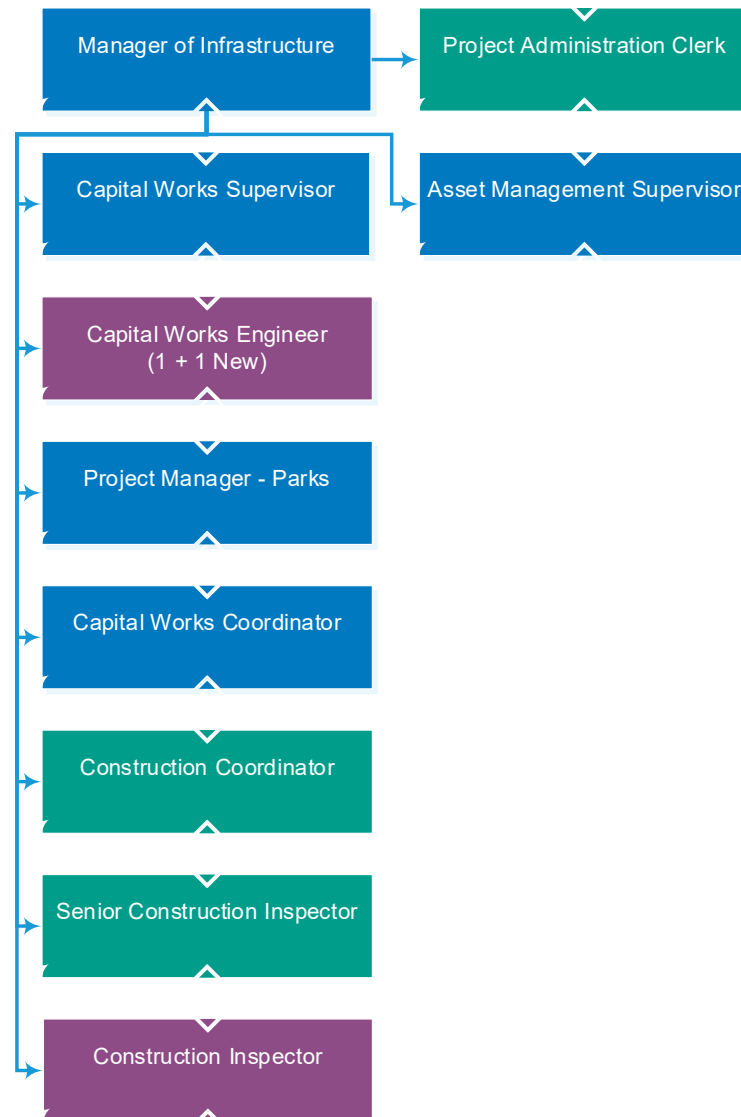 Manager of Infrastructure
Project Administration Clerk
Capital Works Supervisor
Asset Management Supervisor
Capital Works Engineer
(1 + 1 New)
Project Manager - Parks
Capital Works Coordinator
Construction Coordinator
Senior Construction Inspector
Construction Inspector